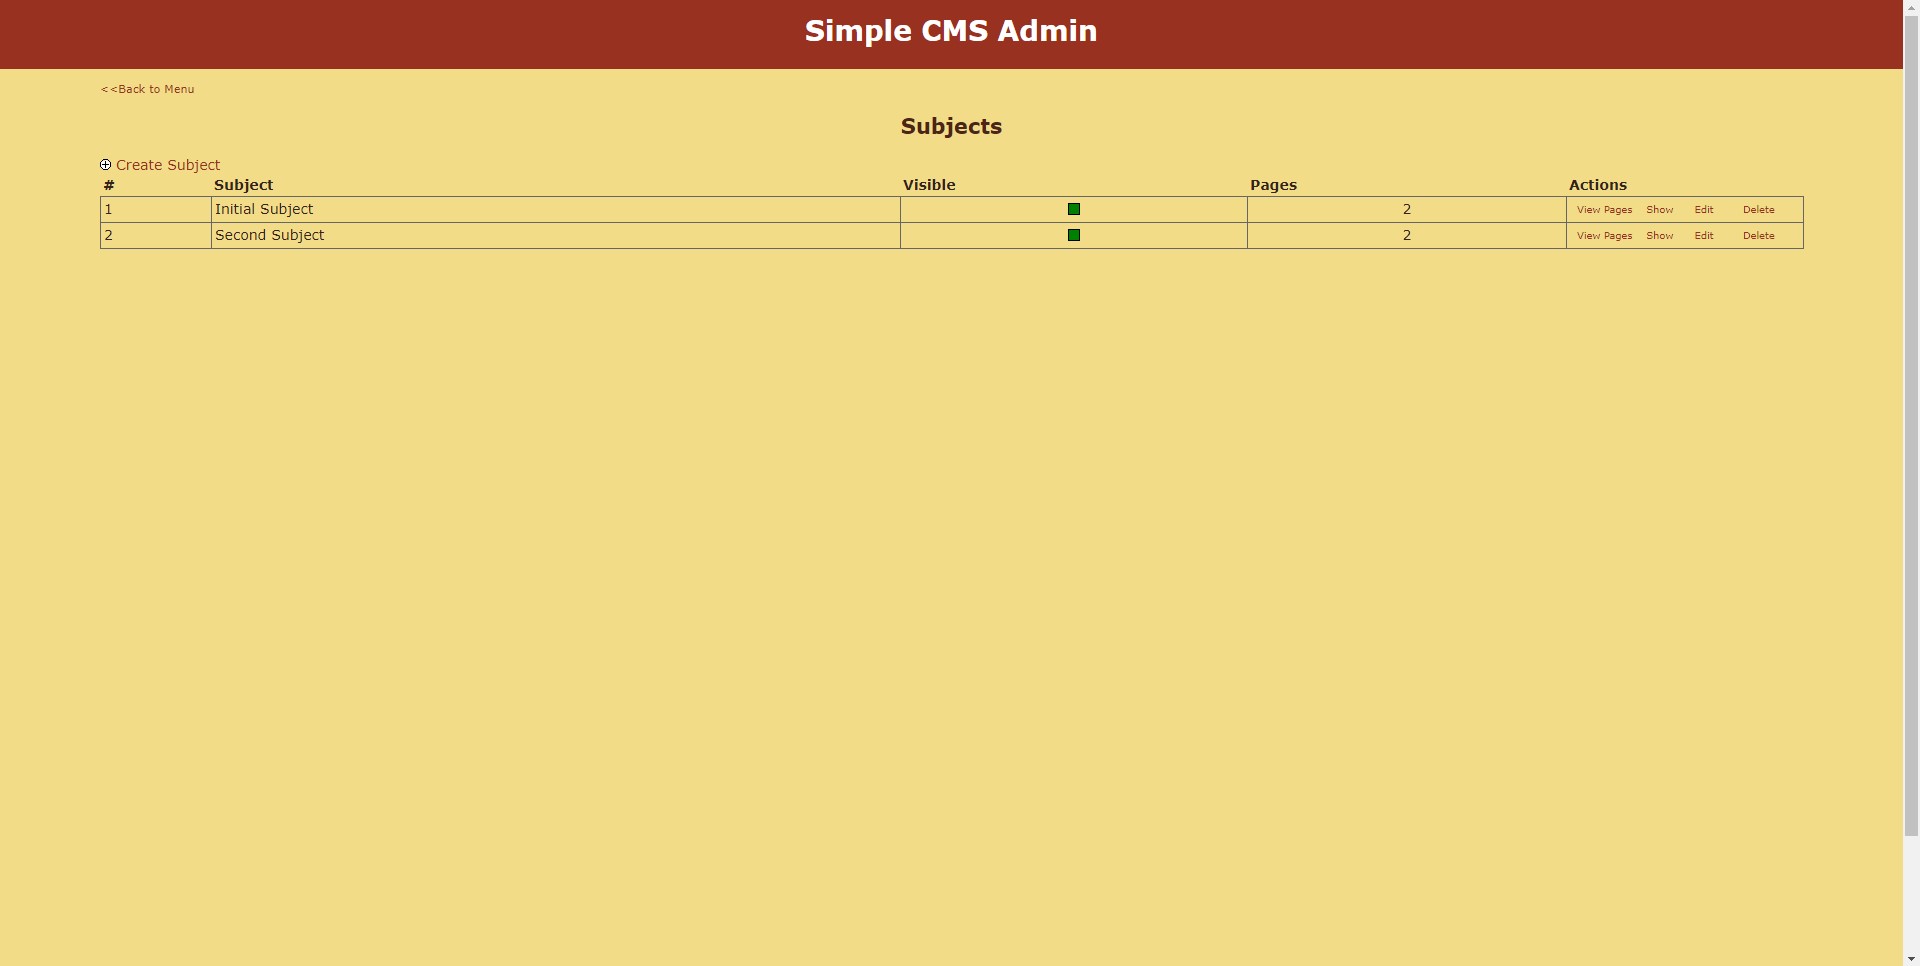 Simple CMS Admin
<<Back to Menu
Subjects
Create Subject
# Subject Visible Pages Actions
1 Initial Subject 2 View Pages Show Edit Delete
2 Second Subject 2 View Pages Show Edit Delete